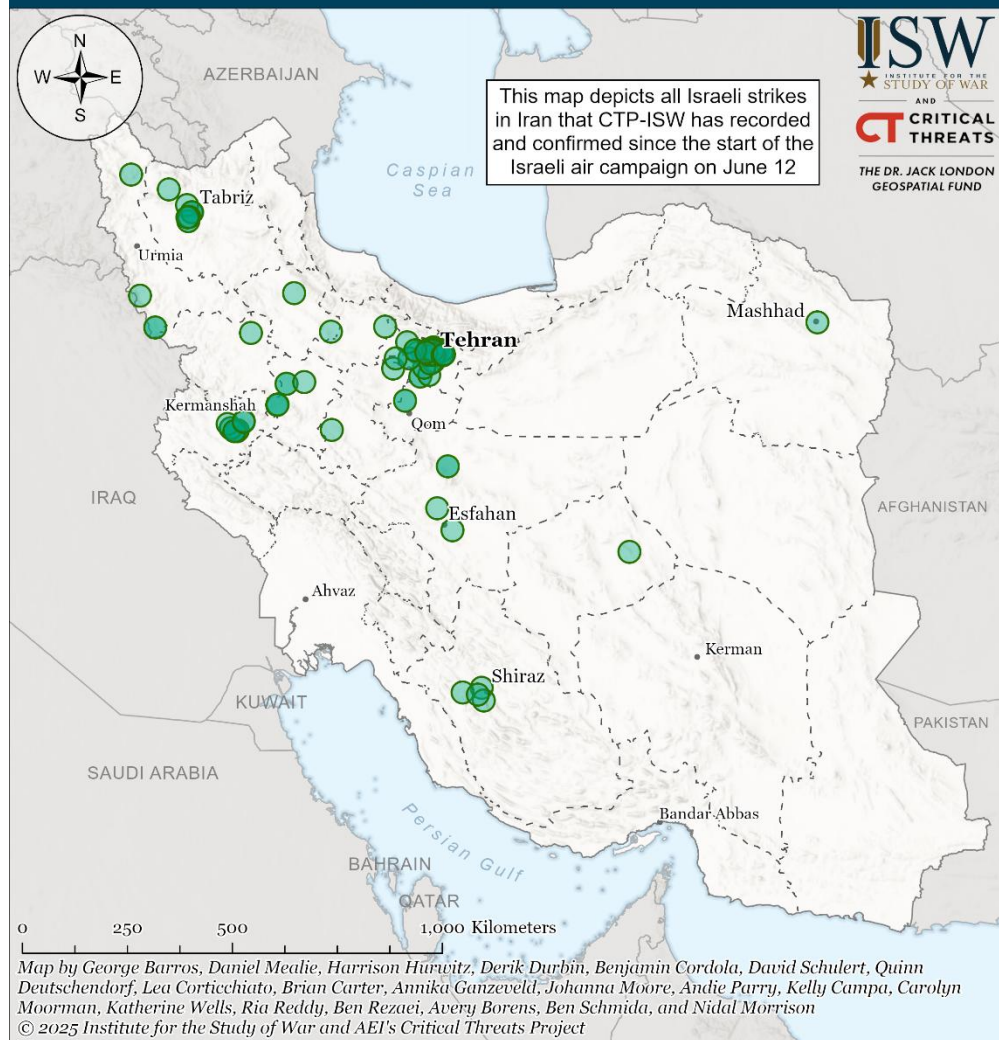 N
W E
S
AZERBAIJAN
This map depicts all Israeli strikes
in Iran that CTP-ISW has recorded
and confirmed since the start of the
Israeli air campaign on June 12
ISW
INSTITUTE FOR THE
STUDY OF WAR
AND
CT CRITICAL
THREATS
THE DR. JACK LONDON
GEOSPATIAL FUND
Caspian
Sea
Tabriz
Urmia
Mashhad
Tehran
Kermanshah
Qom
IRAQ
Esfahan
AFGHANISTAN
Ahvaz
Kerman
Shiraz
KUWAIT
PAKISTAN
SAUDI ARABIA
Bandar Abbas
Persian Gulf
BAHRAIN
QATAR
0 250 500 1,000 Kilometers
Map by George Barros, Daniel Mealie, Harrison Hurwitz, Derik Durbin, Benjamin Cordola, David Schulert, Quinn
Deutschendorf, Lea Corticchiato, Brian Carter, Annika Ganzeveld, Johanna Moore, Andie Parry, Kelly Campa, Carolyn
Moorman, Katherine Wells, Ria Reddy, Ben Rezaei, Avery Borens, Ben Schmida, and Nidal Morrison
© 2025 Institute for the Study of War and AEI's Critical Threats Project